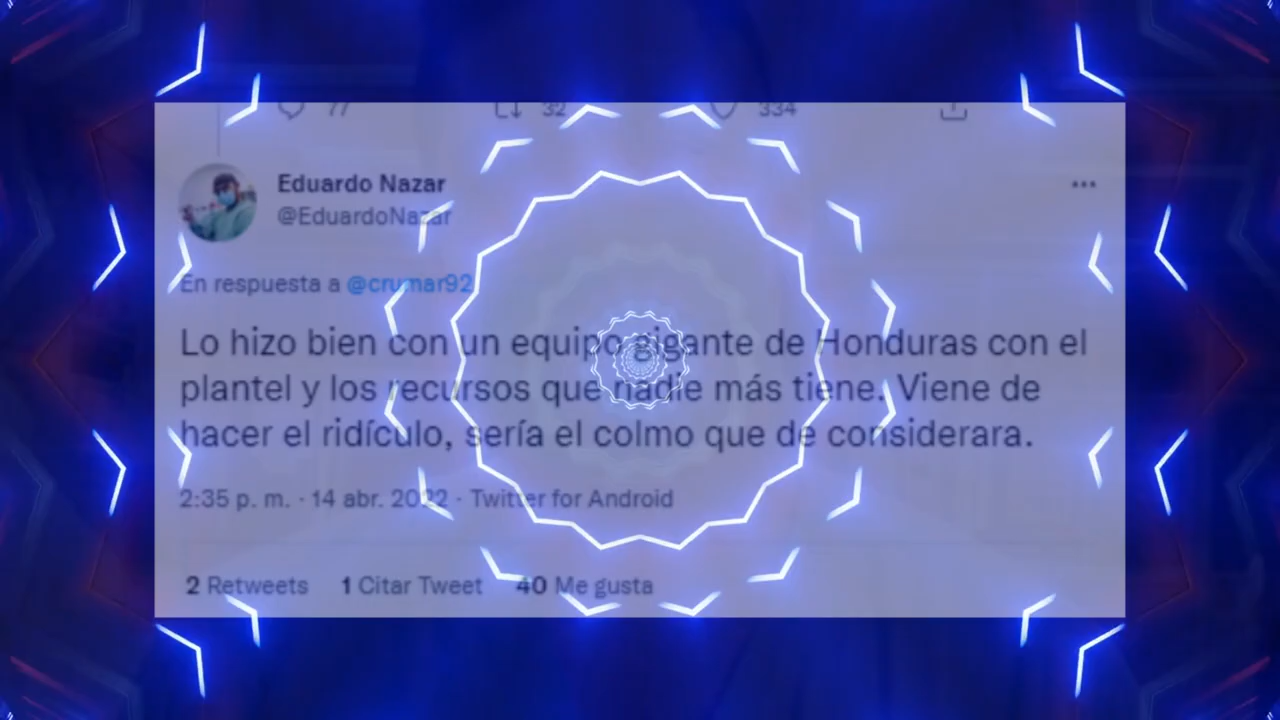 77 32 334
Eduardo Nazar
@EduardoNazar
En respuesta a @crumar92
Lo hizo bien con un equipo gigante de Honduras con el
plantel y los recursos que nadie más tiene. Viene de
hacer el ridículo, sería el colmo que de considerara.
2:35 p. m. · 14 abr. 2022 · Twitter for Android
2 Retweets 1 Citar Tweet 40 Me gusta